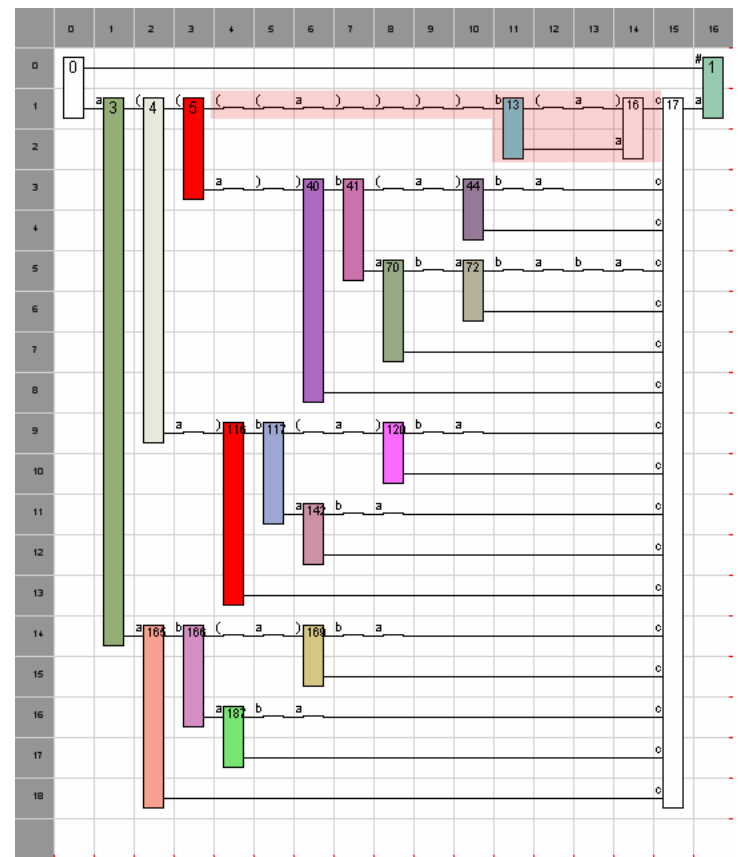 0 1 2 3 4 5 6 7 8 9 10 11 12 13 14 15 16
0 0 # 1
1 a 3 ( 4 ( 5 ( ( a ) ) ) ) b 13 ( a ) 16 c 17 a
2 a
3 a ) ) 40 b 41 ( a ) 44 b a c
4 c
5 a 70 b a 72 b a b a c
6 c
7 c
8 c
9 a ) 116 b 117 ( a ) 120 b a c
10 c
11 a 142 b a c
12 c
13 c
14 a 165 b 166 ( a ) 169 b a c
15 c
16 a 187 b a c
17 c
18 c